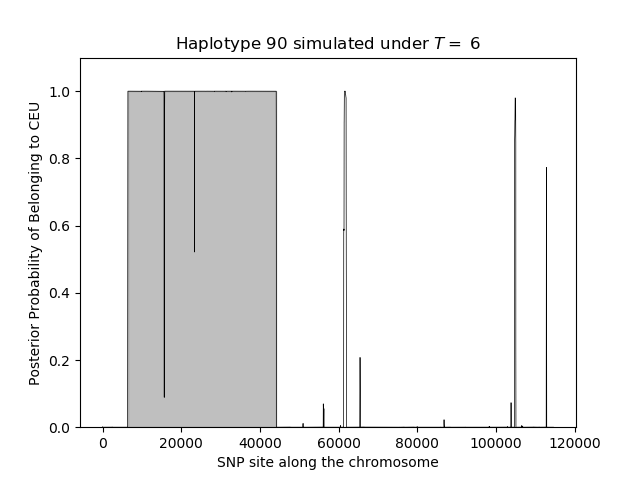 Haplotype 90 simulated under T = 6
Posterior Probability of Belonging to CEU
1.0
0.8
0.6
0.4
0.2
0.0
0 20000 40000 60000 80000 100000 120000
SNP site along the chromosome